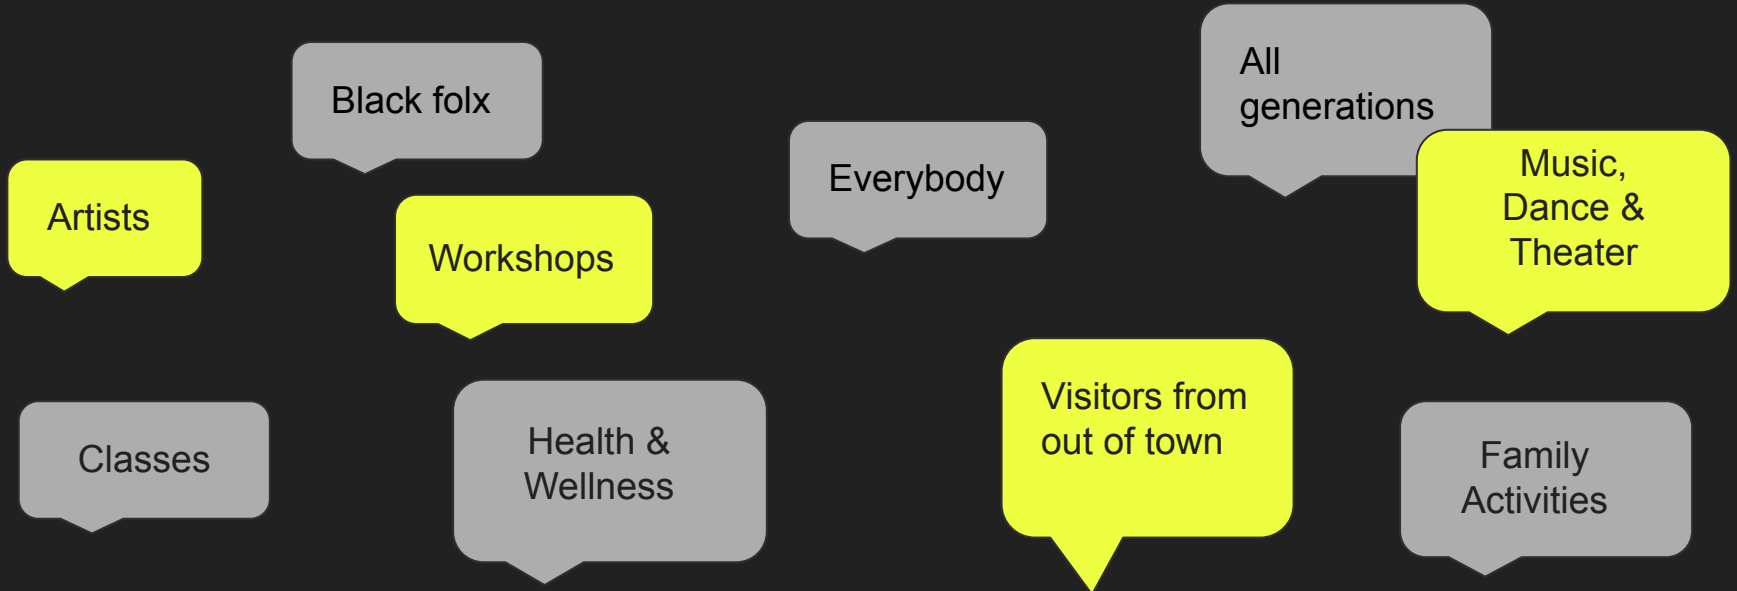 Black folx
All
generations
Artists
Everybody
Music,
Dance &
Theater
Workshops
Classes
Health &
Wellness
Visitors from
out of town
Family
Activities